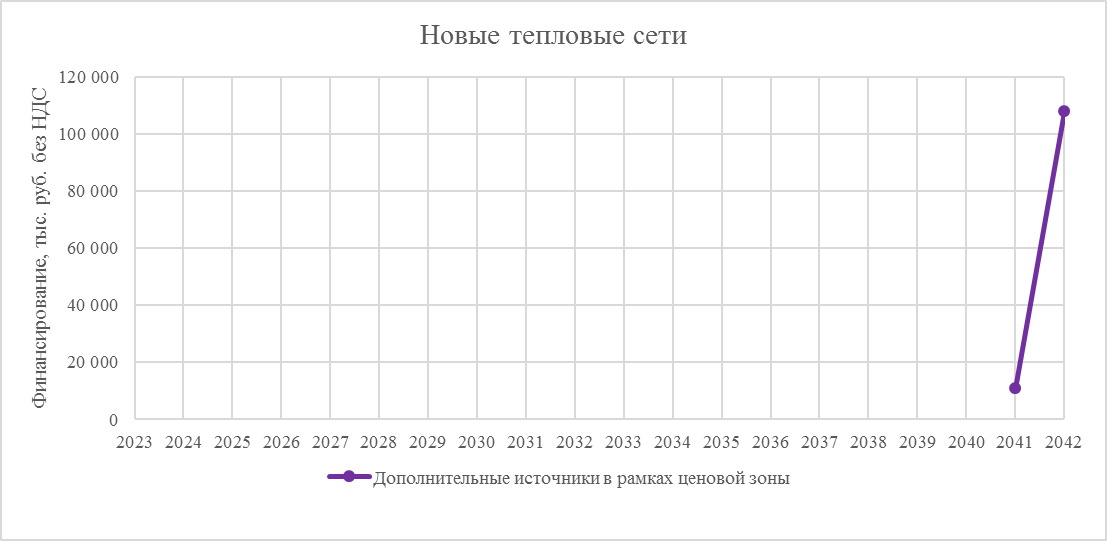 Новые тепловые сети
Финансирование, тыс. руб. без НДС
120 000
100 000
80 000
60 000
40 000
20 000
0
2023 2024 2025 2026 2027 2028 2029 2030 2031 2032 2033 2034 2035 2036 2037 2038 2039 2040 2041 2042
Дополнительные источники в рамках ценовой зоны